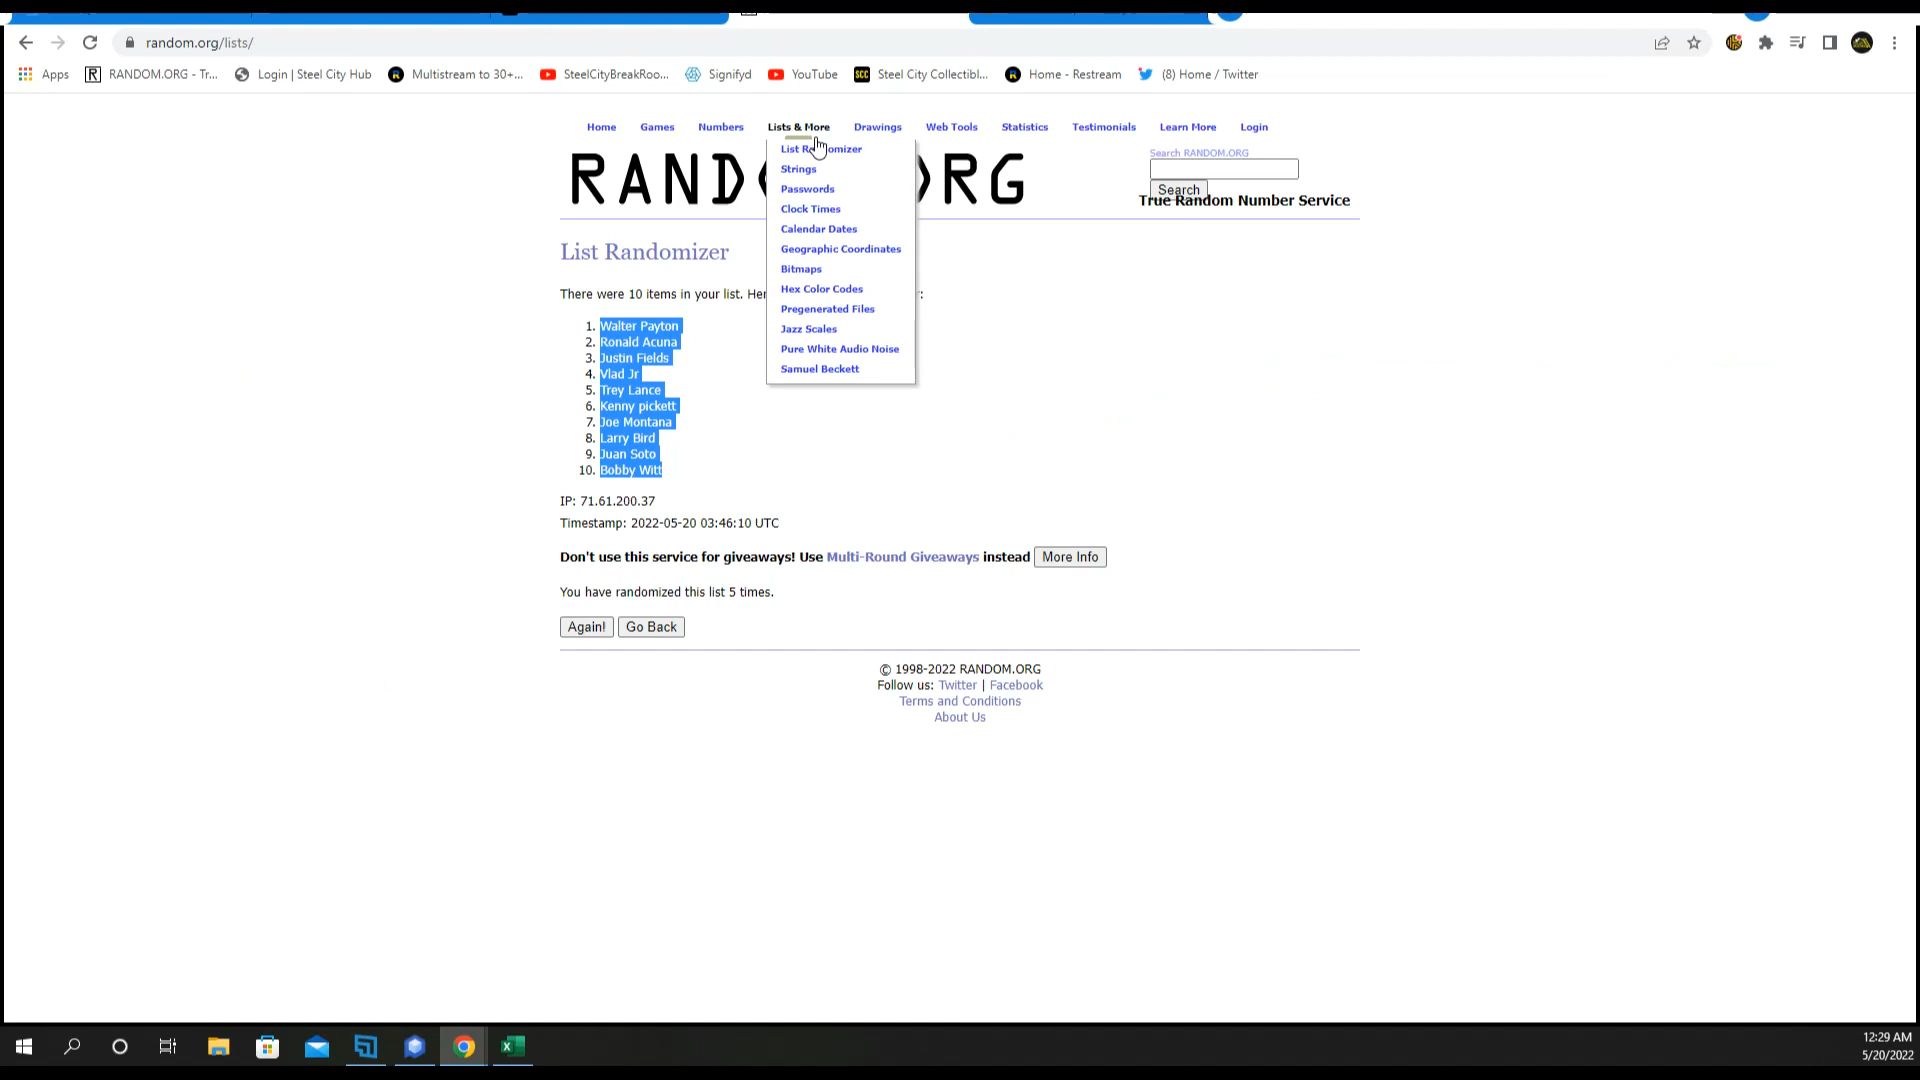 random.org/lists/
Apps RANDOM.ORG - Tr... Login | Steel City Hub Multistream to 30+... SteelCityBreakRoo... Signifyd YouTube SCC Steel City Collectibl... Home - Restream (8) Home / Twitter
Home Games Numbers Lists & More Drawings Web Tools Statistics Testimonials Learn More Login
List Randomizer
Strings
Passwords
Clock Times
Calendar Dates
Geographic Coordinates
Bitmaps
Hex Color Codes
Pregenerated Files
Jazz Scales
Pure White Audio Noise
Samuel Beckett
Search RANDOM.ORG
Search
True Random Number Service
List Randomizer
There were 10 items in your list.
1. Walter Payton
2. Ronald Acuna
3. Justin Fields
4. Vlad Jr
5. Trey Lance
6. Kenny pickett
7. Joe Montana
8. Larry Bird
9. Juan Soto
10. Bobby Witt
IP: 71.61.200.37
Timestamp: 2022-05-20 03:46:10 UTC
Don't use this service for giveaways! Use Multi-Round Giveaways instead More Info
You have randomized this list 5 times.
Again! Go Back
© 1998-2022 RANDOM.ORG
Follow us: Twitter | Facebook
Terms and Conditions
About Us
12:29 AM
5/20/2022